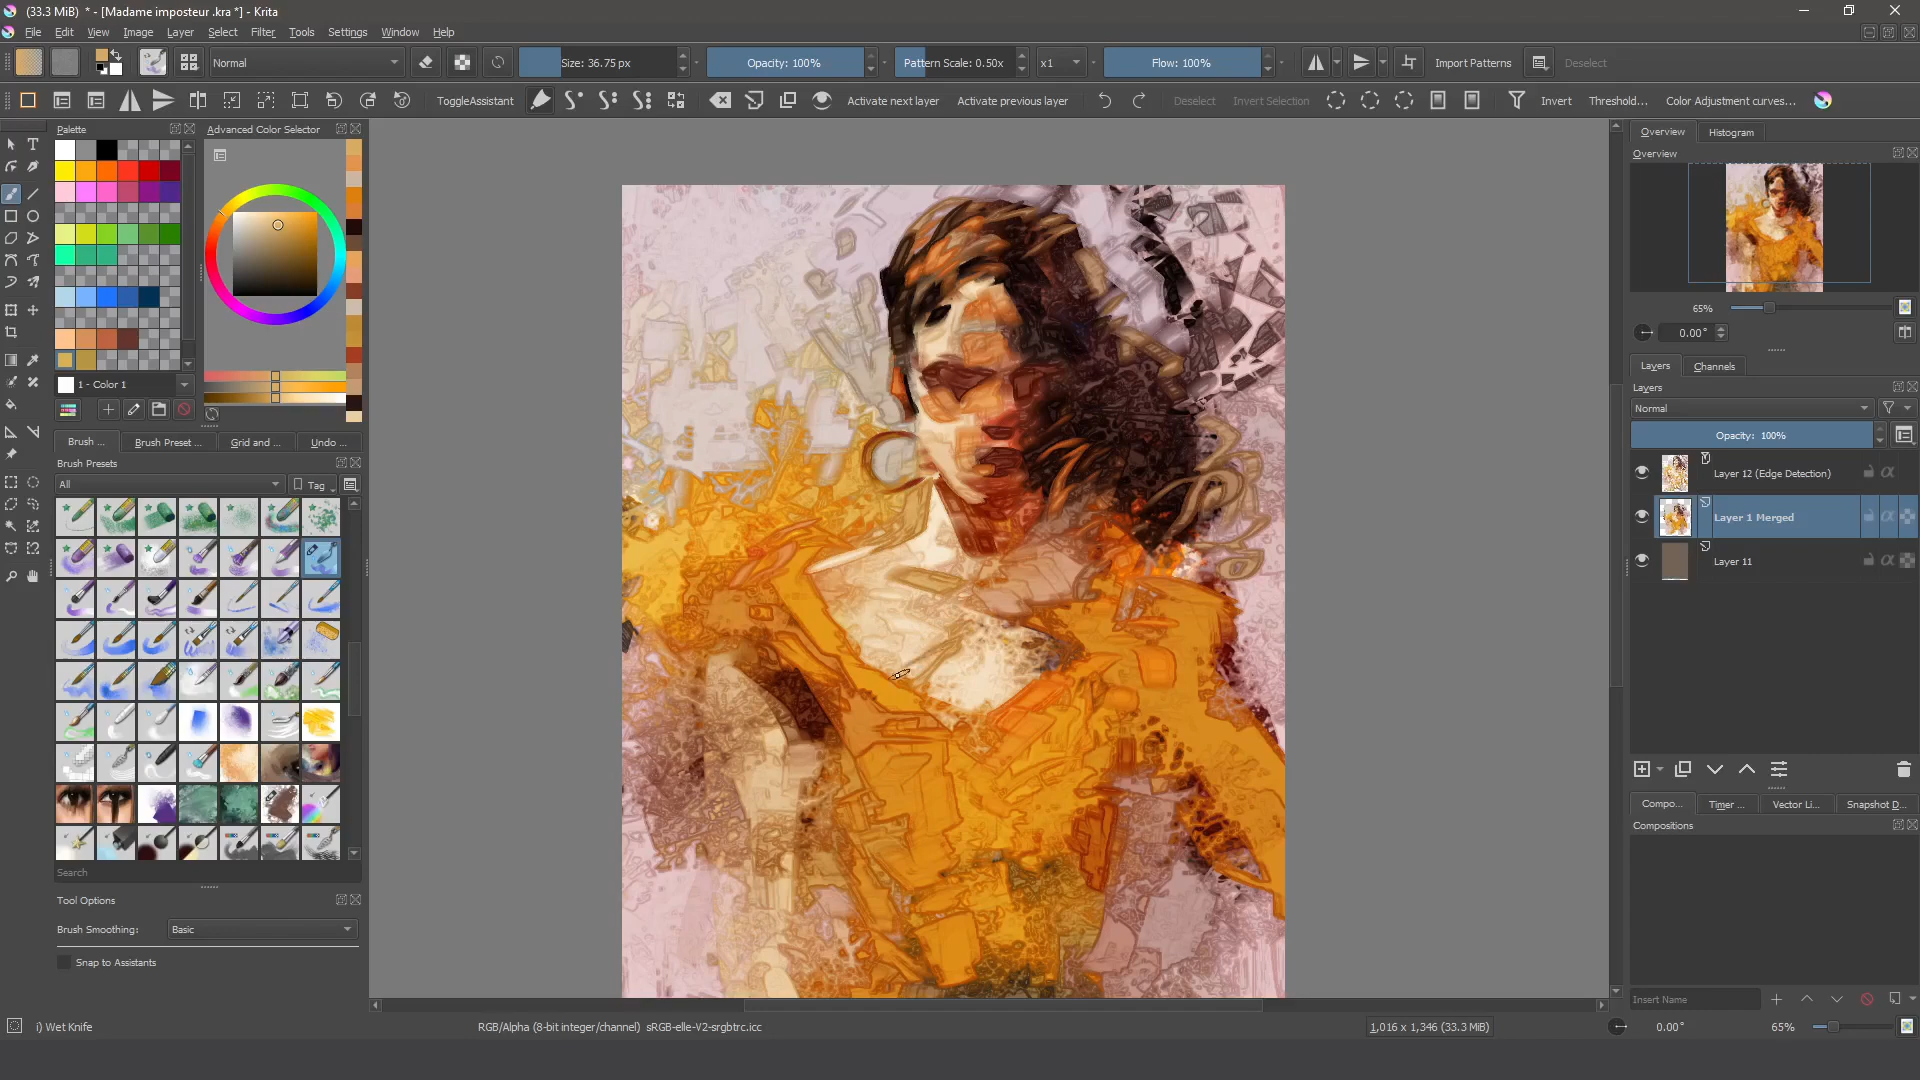 (33.3 MiB) * - [Madame imposteur .kra *] - Krita
File Edit View Image Layer Select Filter Tools Settings Window Help
Normal Size: 36.75 px Opacity: 100% Pattern Scale: 0.50x x1 Flow: 100% Import Patterns Deselect
ToggleAssistant Activate next layer Activate previous layer Deselect Invert Selection Invert Threshold... Color Adjustment curves...
Palette
Advanced Color Selector
1 - Color 1
Brush ... Brush Preset ... Grid and ... Undo ...
Brush Presets
All Tag
Search
Tool Options
Brush Smoothing: Basic
Snap to Assistants
Overview Histogram
Overview
65%
0.00°
Layers Channels
Layers
Normal
Opacity: 100%
Layer 12 (Edge Detection)
Layer 1 Merged
Layer 11
Compo... Timer ... Vector Li... Snapshot D...
Compositions
Insert Name
i) Wet Knife RGB/Alpha (8-bit integer/channel) sRGB-elle-V2-srgbtrc.icc 1,016 x 1,346 (33.3 MiB) 0.00° 65%